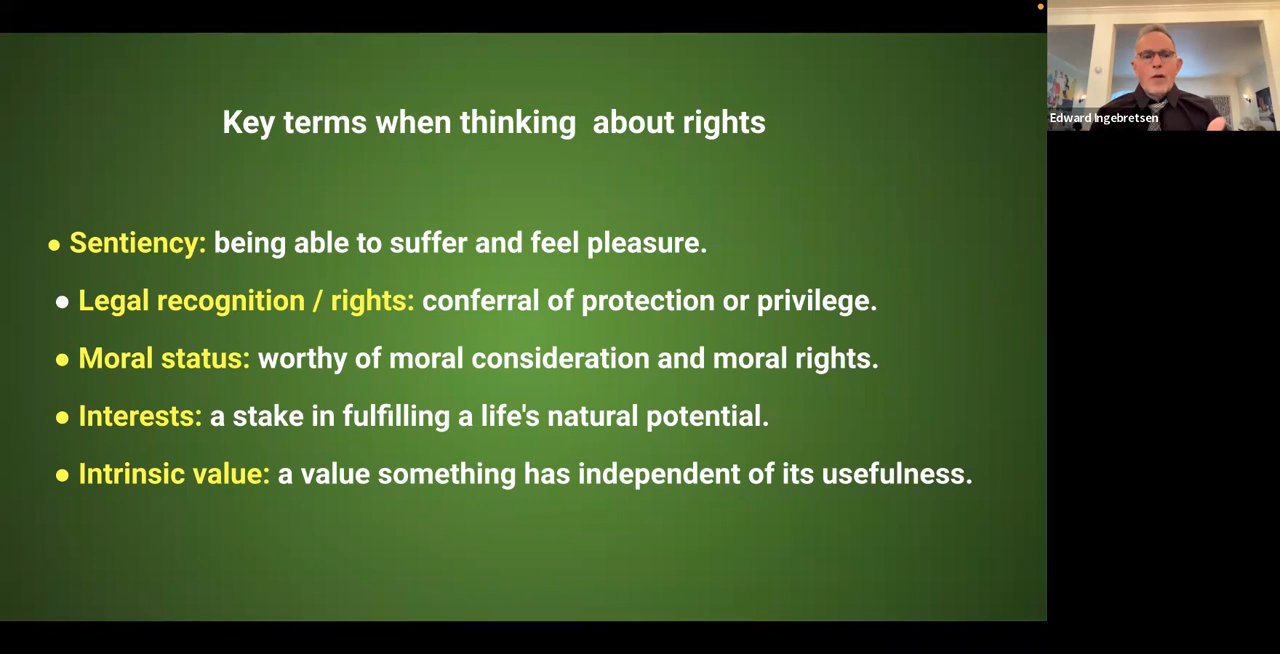 Key terms when thinking  about rights
● Sentiency: being able to suffer and feel pleasure.
● Legal recognition / rights: conferral of protection or privilege.
● Moral status: worthy of moral consideration and moral rights.
● Interests: a stake in fulfilling a life's natural potential.
● Intrinsic value: a value something has independent of its usefulness.
Edward Ingebretsen